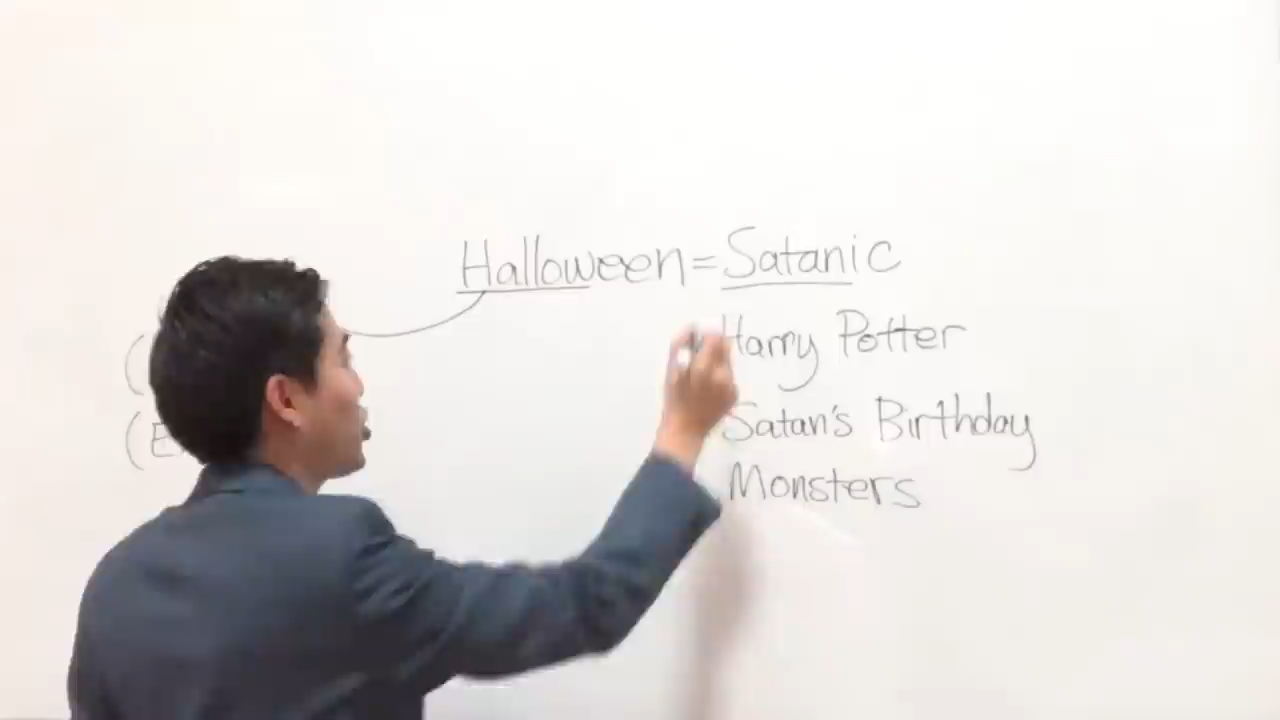 Halloween = Satanic
Harry Potter
Satan's Birthday
Monsters